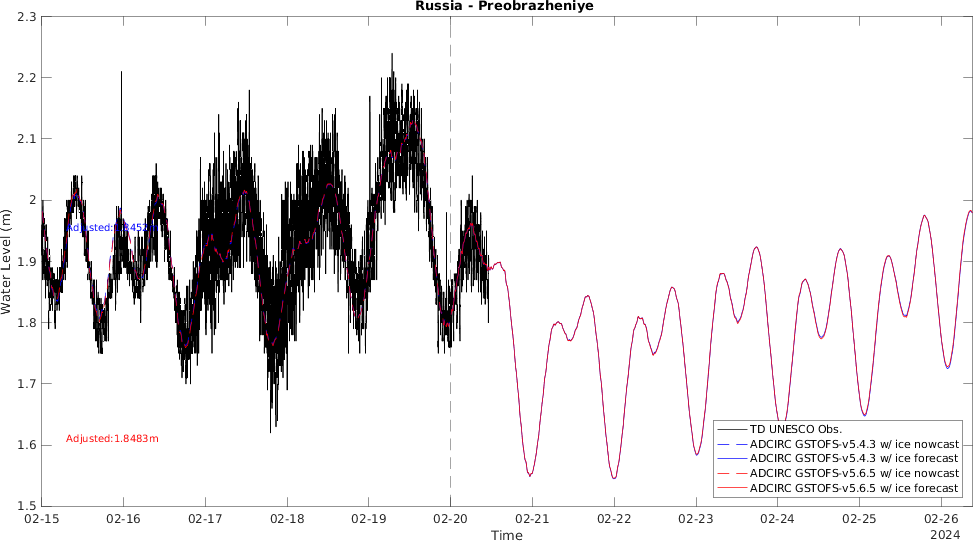 Russia - Preobrazheniye
2.3
2.2
2.1
2
1.9
1.8
1.7
1.6
1.5
Water Level (m)
Adjusted:
Adjusted:1.8483m
TD UNESCO Obs.
ADCIRC GSTOFS-v5.4.3 w/ ice nowcast
ADCIRC GSTOFS-v5.4.3 w/ ice forecast
ADCIRC GSTOFS-v5.6.5 w/ ice nowcast
ADCIRC GSTOFS-v5.6.5 w/ ice forecast
02-15 02-16 02-17 02-18 02-19 02-20 02-21 02-22 02-23 02-24 02-25 02-26
Time
2024